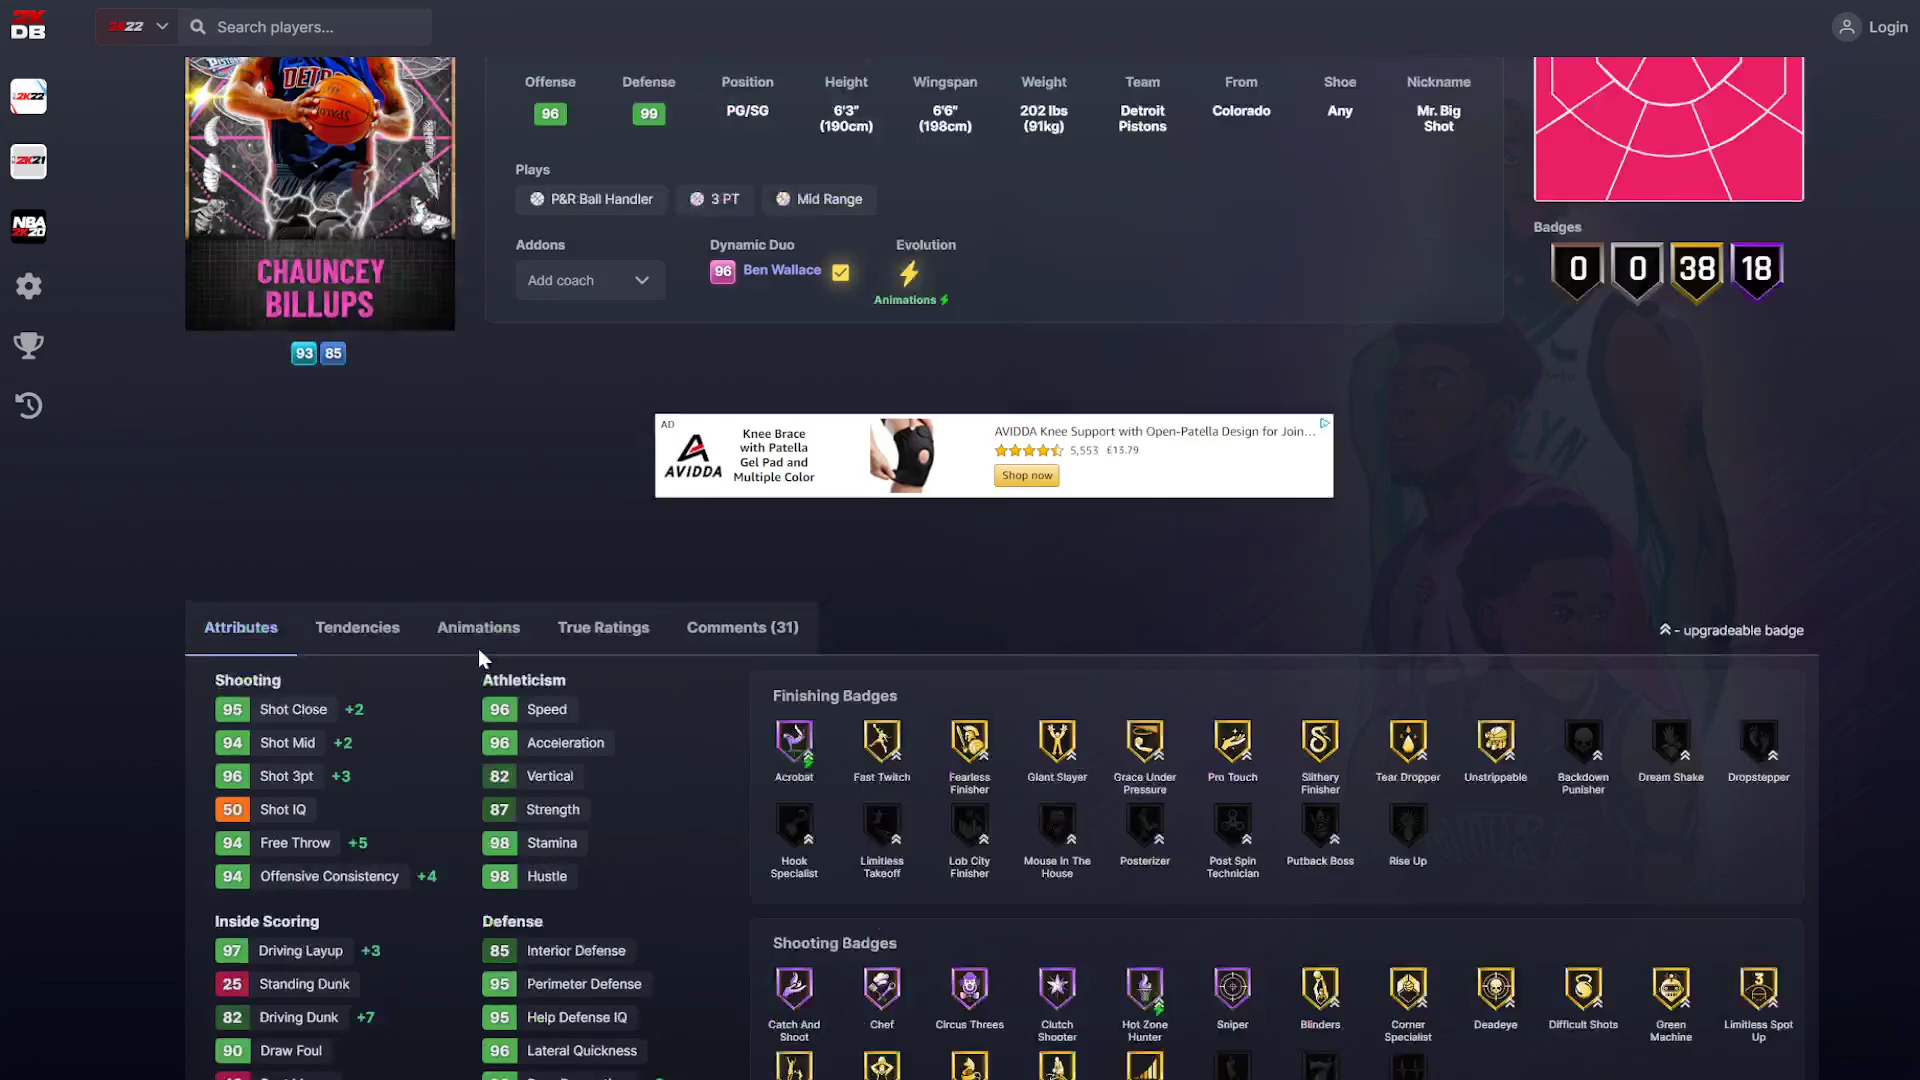 2K DB
2K22
Search players...
Login
2K22
2K21
NBA 2K20
DETROIT
SPALDING
CHAUNCEY
BILLUPS
93 85
Offense Defense Position Height Wingspan Weight Team From Shoe Nickname
96 99 PG/SG 6'3" 6'6" 202 lbs Detroit Colorado Any Mr. Big
(190cm) (198cm) (91kg) Pistons Shot
Plays
P&R Ball Handler 3 PT Mid Range
Addons Dynamic Duo Evolution
Add coach 96 Ben Wallace
Animations
Badges
0 0 38 18
AD
AVIDDA
Knee Brace
with Patella
Gel Pad and
Multiple Color
AVIDDA Knee Support with Open-Patella Design for Join...
5,553 £13.79
Shop now
Attributes Tendencies Animations True Ratings Comments (31)
- upgradeable badge
Shooting
95 Shot Close +2
94 Shot Mid +2
96 Shot 3pt +3
50 Shot IQ
94 Free Throw +5
94 Offensive Consistency +4
Athleticism
96 Speed
96 Acceleration
82 Vertical
87 Strength
98 Stamina
98 Hustle
Inside Scoring
97 Driving Layup +3
25 Standing Dunk
82 Driving Dunk +7
90 Draw Foul
Defense
85 Interior Defense
95 Perimeter Defense
95 Help Defense IQ
96 Lateral Quickness
Finishing Badges
Acrobat Fast Twitch Fearless Giant Slayer Grace Under Pro Touch Slithery Tear Dropper Unstrippable Backdown Dream Shake Dropstepper
Finisher Pressure Finisher Punisher
Hook Limitless Lob City Mouse In The Posterizer Post Spin Putback Boss Rise Up
Specialist Takeoff Finisher House Technician
Shooting Badges
Catch And Chef Circus Threes Clutch Hot Zone Sniper Blinders Corner Deadeye Difficult Shots Green Limitless Spot
Shoot Shooter Hunter Specialist Machine Up